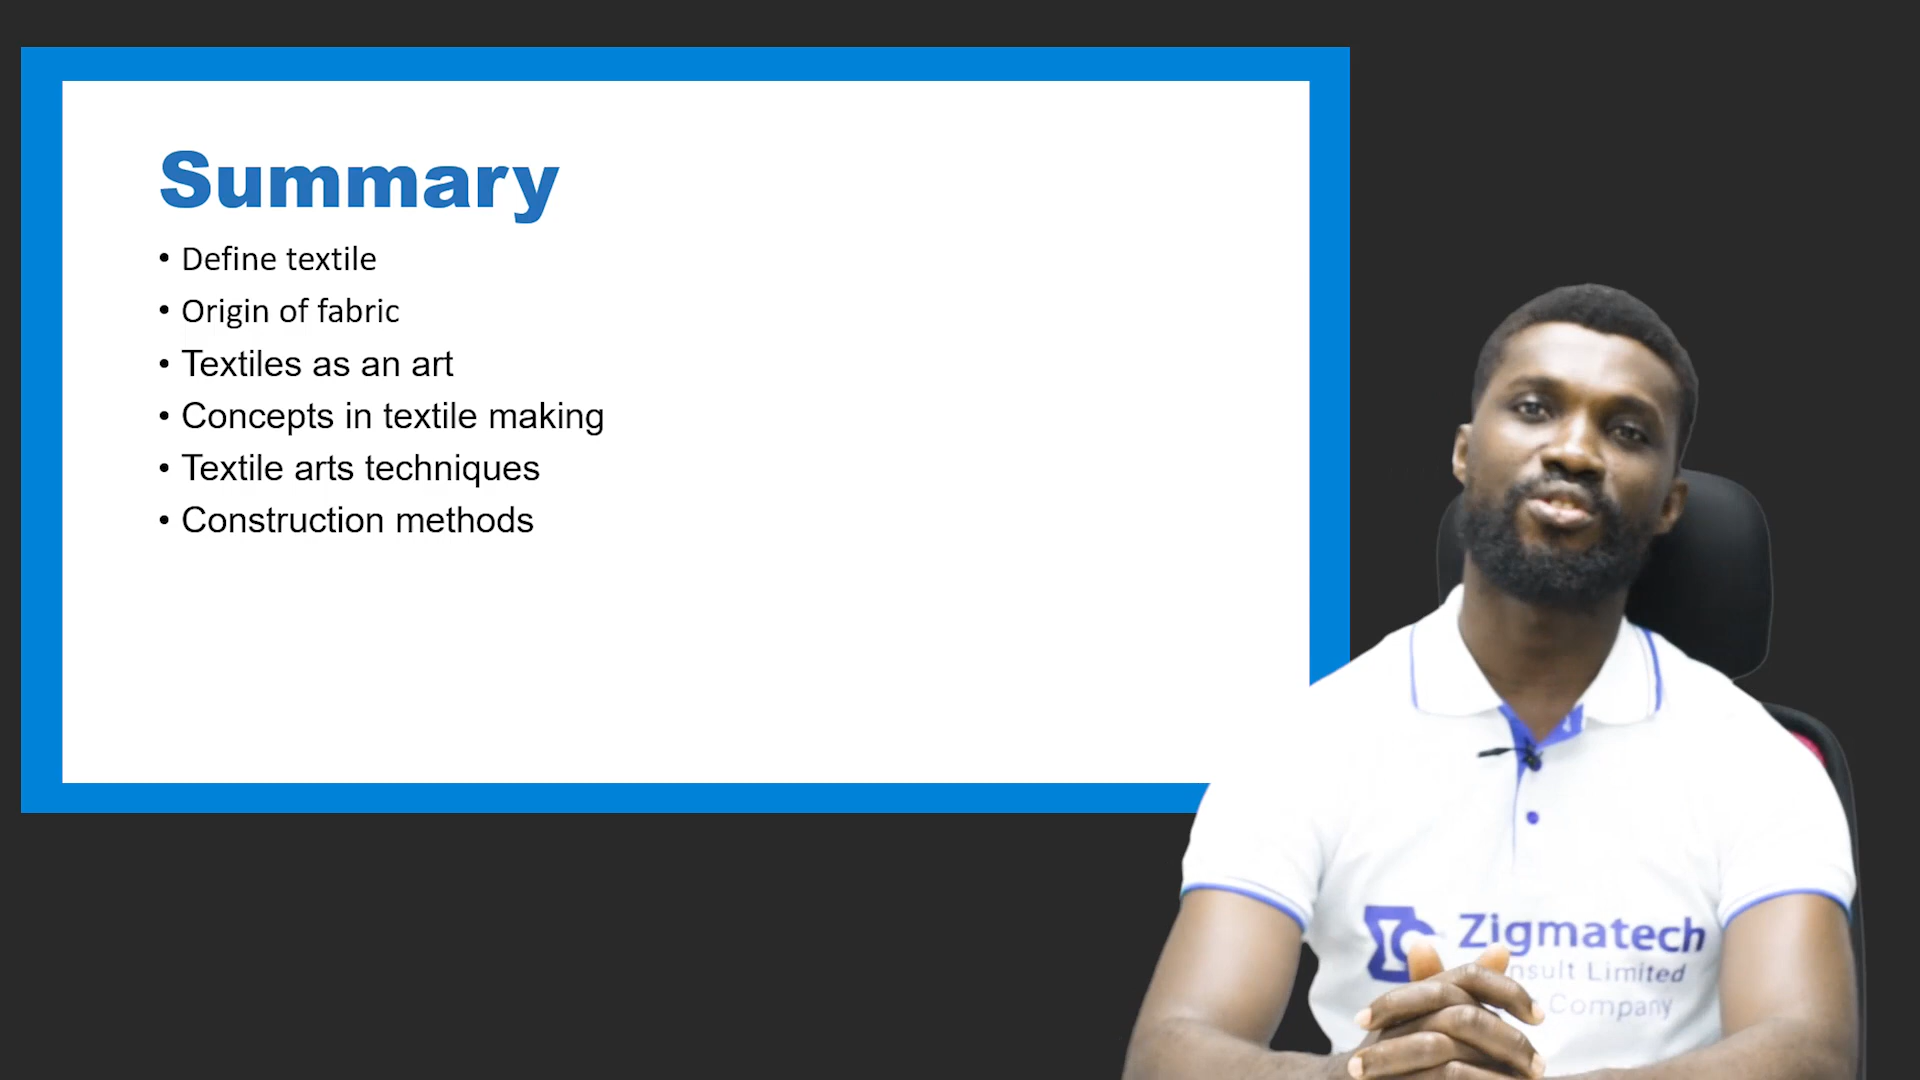 Summary
• Define textile
• Origin of fabric
• Textiles as an art
• Concepts in textile making
• Textile arts techniques
• Construction methods
Zigmatech
Limited
Company